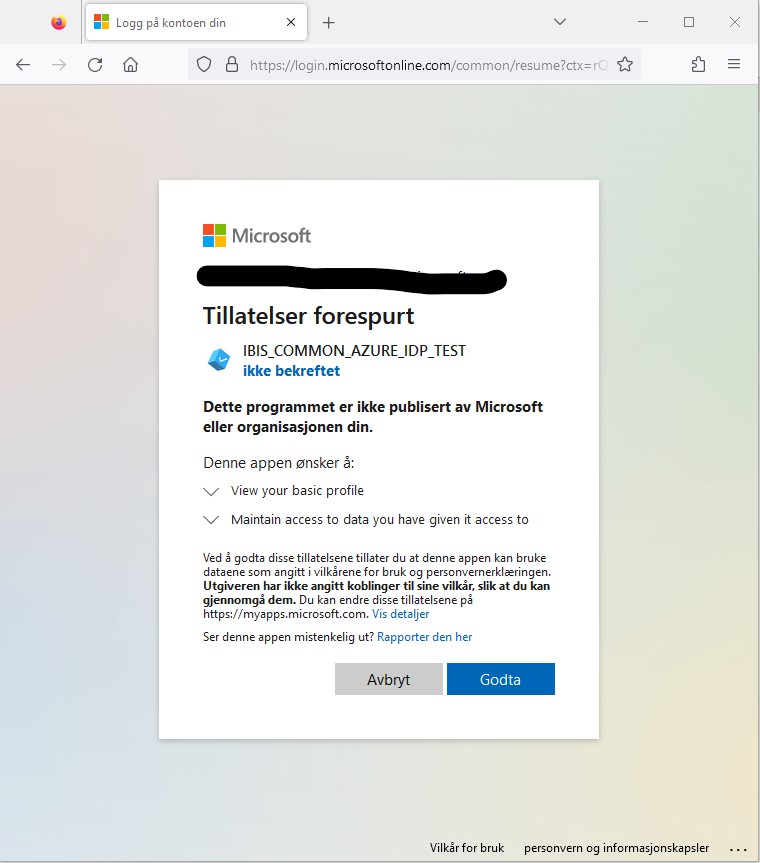 Logg på kontoen din
https://login.microsoftonline.com/common/resume?ctx=rQ
Microsoft
Tillatelser forespurt
IBIS_COMMON_AZURE_IDP_TEST
ikke bekreftet
Dette programmet er ikke publisert av Microsoft
eller organisasjonen din.
Denne appen ønsker å:
View your basic profile
Maintain access to data you have given it access to
Ved å godta disse tillatelsene tillater du at denne appen kan bruke
dataene som angitt i vilkårene for bruk og personvernerklæringen.
Utgiveren har ikke angitt koblinger til sine vilkår, slik at du kan
gjennomgå dem. Du kan endre disse tillatelsene på
https://myapps.microsoft.com. Vis detaljer
Ser denne appen mistenkelig ut? Rapporter den her
Avbryt Godta
Vilkår for bruk personvern og informasjonskapsler